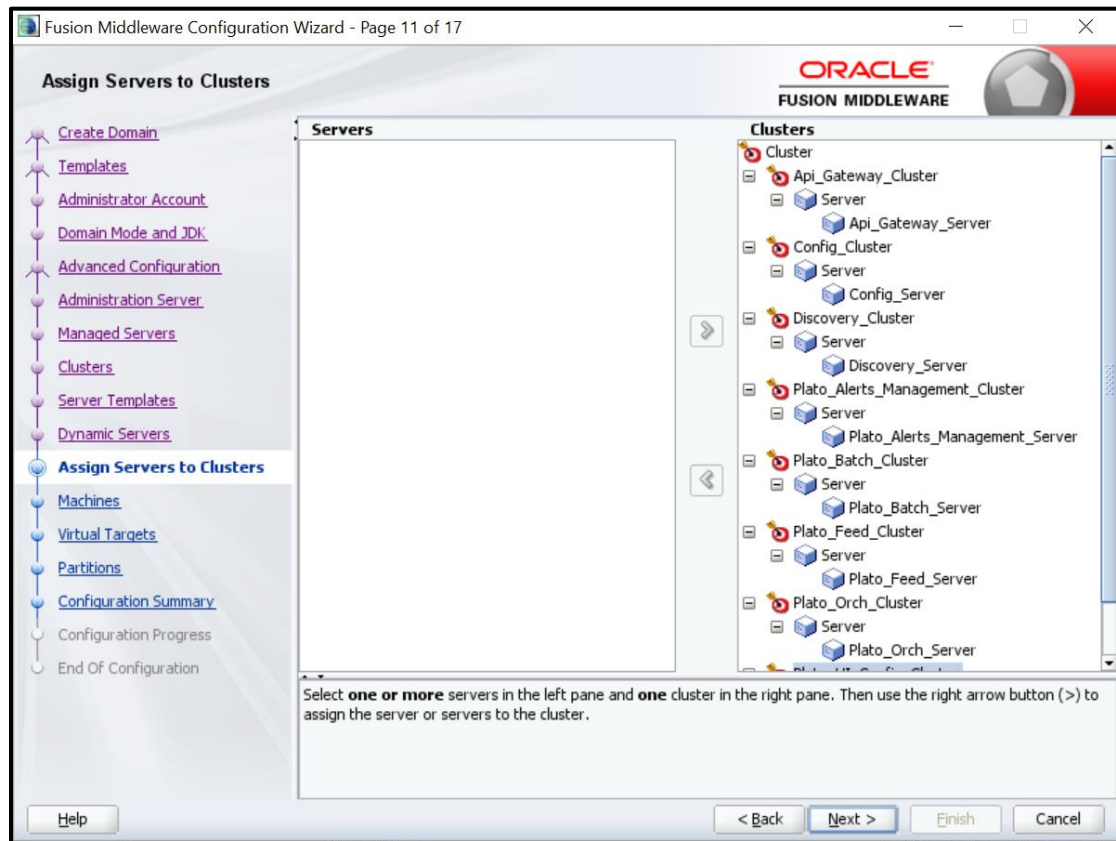 Fusion Middleware Configuration Wizard - Page 11 of 17
Assign Servers to Clusters
ORACLE
FUSION MIDDLEWARE
Create Domain
Templates
Administrator Account
Domain Mode and JDK
Advanced Configuration
Administration Server
Managed Servers
Clusters
Server Templates
Dynamic Servers
Assign Servers to Clusters
Machines
Virtual Targets
Partitions
Configuration Summary
Configuration Progress
End Of Configuration
Servers
Clusters
Cluster
Api_Gateway_Cluster
Server
Api_Gateway_Server
Config_Cluster
Server
Config_Server
Discovery_Cluster
Server
Discovery_Server
Plato_Alerts_Management_Cluster
Server
Plato_Alerts_Management_Server
Plato_Batch_Cluster
Server
Plato_Batch_Server
Plato_Feed_Cluster
Server
Plato_Feed_Server
Plato_Orch_Cluster
Server
Plato_Orch_Server
Select one or more servers in the left pane and one cluster in the right pane. Then use the right arrow button (>) to
assign the server or servers to the cluster.
Help
< Back
Next >
Finish
Cancel